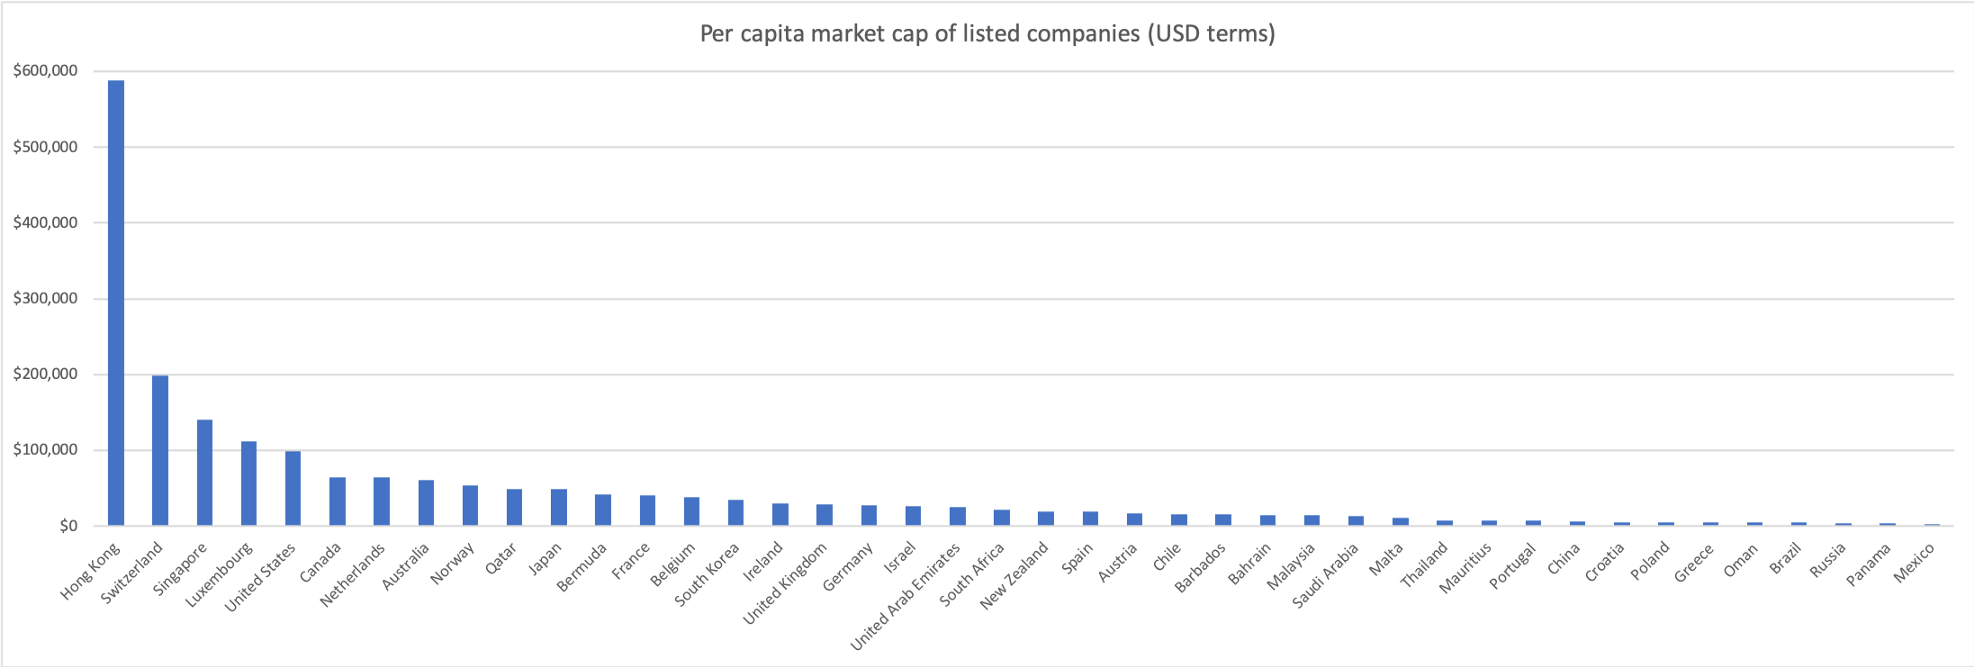 Per capita market cap of listed companies (USD terms)
$600,000
$500,000
$400,000
$300,000
$200,000
$100,000
$0
Hong Kong
Switzerland
Singapore
Luxembourg
United States
Canada
Netherlands
Australia
Norway
Qatar
Japan
Bermuda
France
Belgium
South Korea
Ireland
United Kingdom
Germany
Israel
United Arab Emirates
South Africa
New Zealand
Spain
Austria
Chile
Barbados
Bahrain
Malaysia
Saudi Arabia
Malta
Thailand
Mauritius
Portugal
China
Croatia
Poland
Greece
Oman
Brazil
Russia
Panama
Mexico